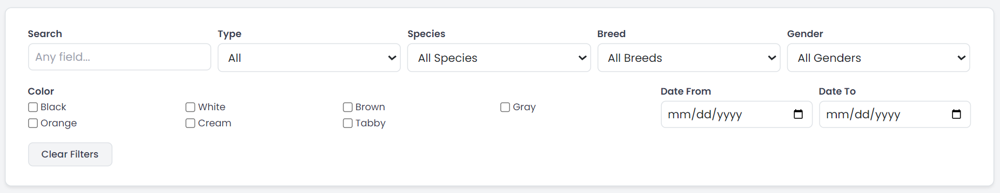 Search Type Species Breed Gender
Any field... All All Species All Breeds All Genders
Color Date From Date To
Black White Brown Gray
mm/dd/yyyy mm/dd/yyyy
Orange Cream Tabby
Clear Filters